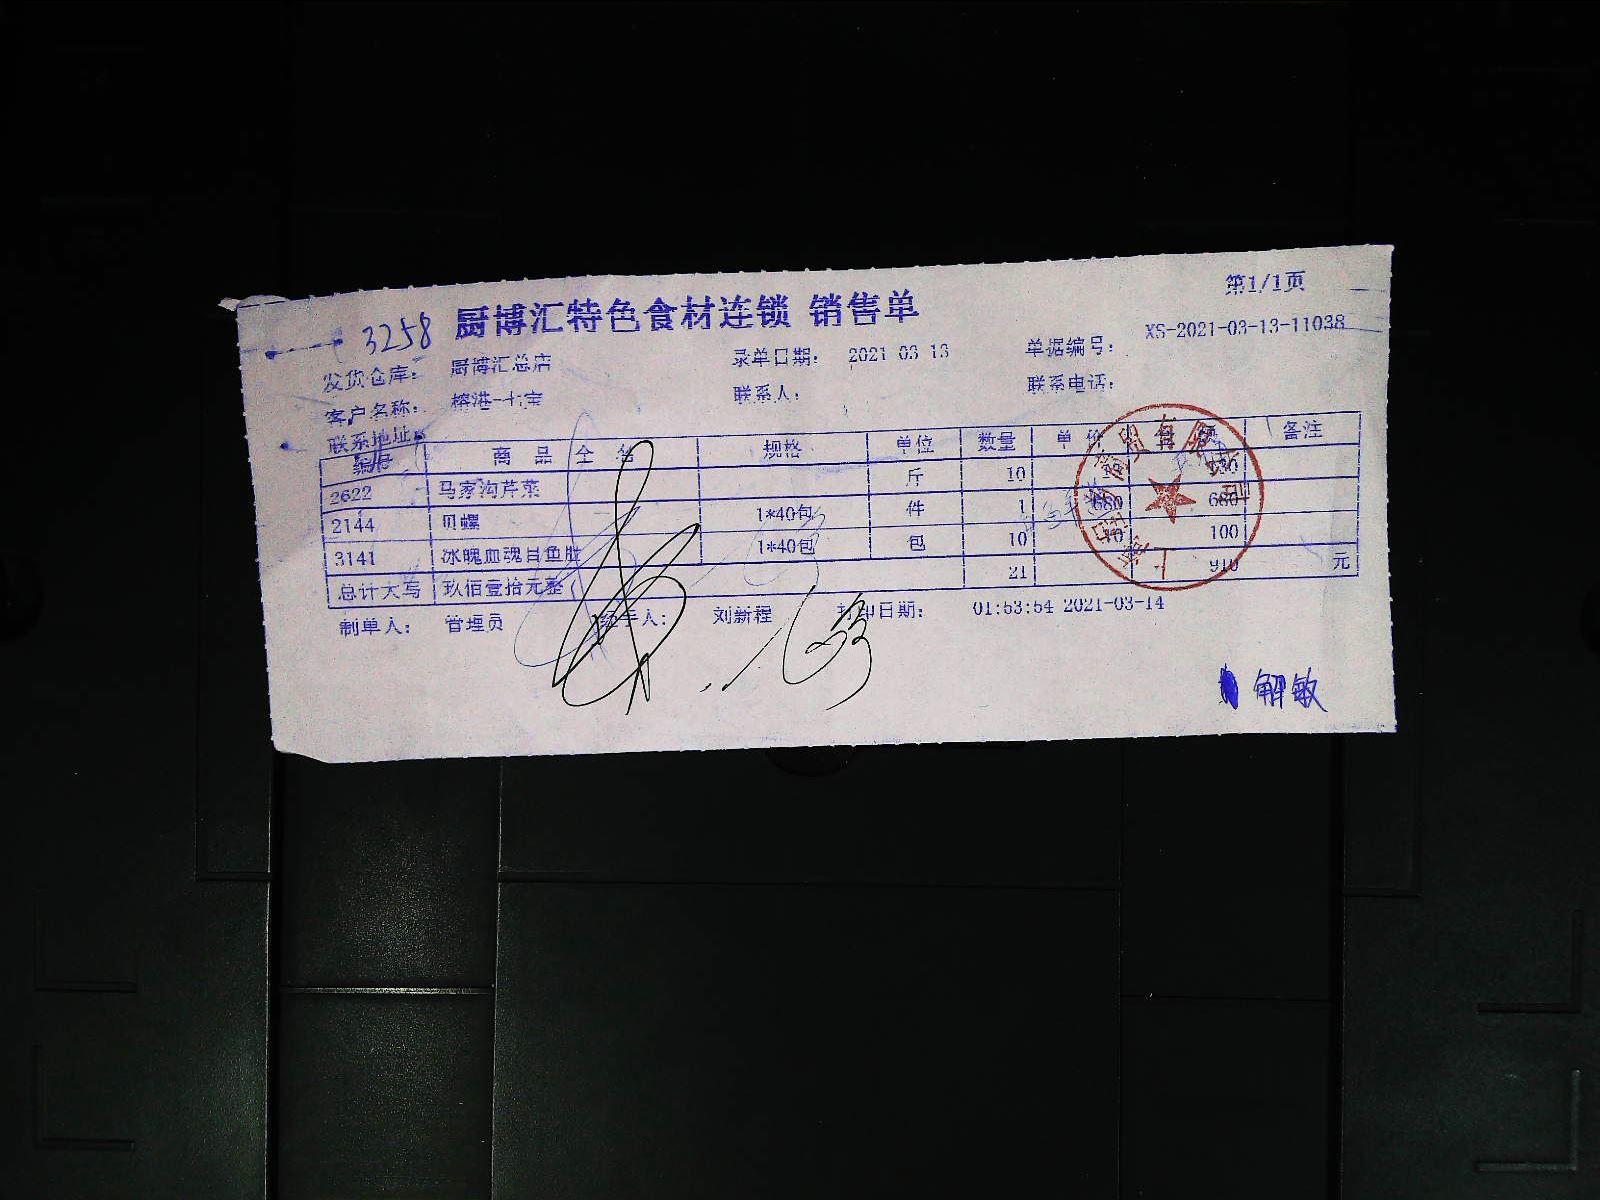 第1/1页
3258 厨博汇特色食材连锁 销售单
发货仓库： 厨博汇总店 录单日期： 2021-03-13 单据编号： XS-2021-03-13-11038
客户名称： 榕港-七宝 联系人： 联系电话：
联系地址：
编号 商 品 全 名 规格 单位 数量 单价 金额 备注
2622 马家沟芹菜 斤 10 130
2144 贝螺 1*40包 件 1 680 680
3141 冰魄血魂目鱼肚 1*40包 包 10 10 100
总计大写 玖佰壹拾元整 21 910 元
制单人： 管理员 经手人： 刘新程 打印日期： 01:53:54 2021-03-14
解敏